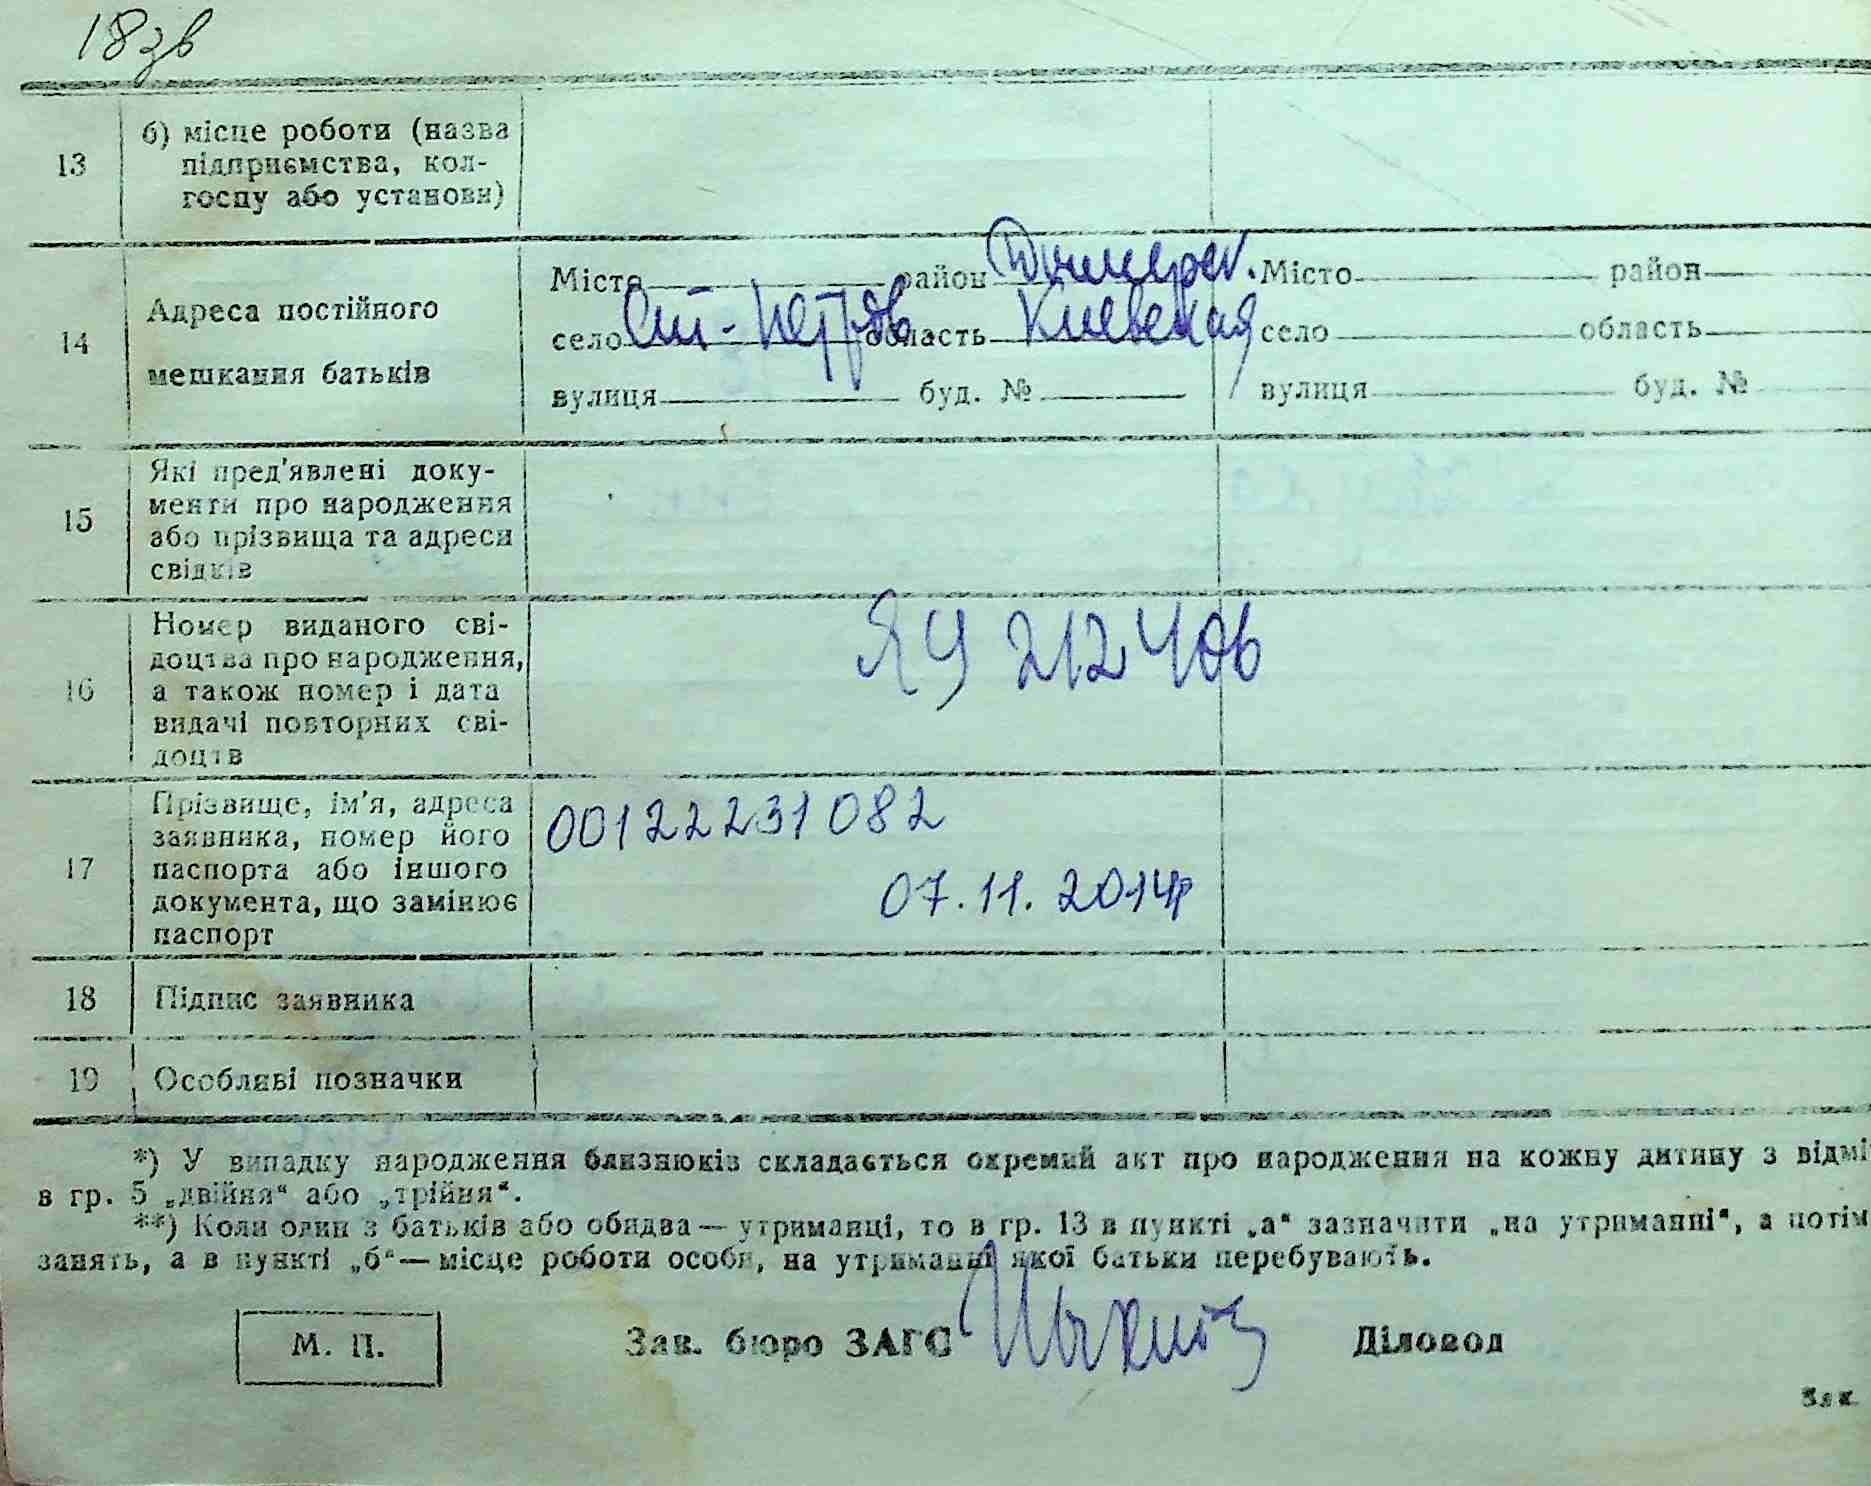 18зв
13
б) місце роботи (назва
підприємства, кол-
госпу або установи)
14
Адреса постійного
мешкання батьків
Місто район Димерск. Місто район
село Ст-Петров область Киевская село область
вулиця буд. № вулиця буд. №
15
Які пред'явлені доку-
менти про народження
або прізвища та адреси
свідків
16
Номер виданого сві-
доцтва про народження,
а також номер і дата
видачі повторних сві-
доцтв
212406
17
Прізвище, ім'я, адреса
заявника, номер його
паспорта або іншого
документа, що замінює
паспорт
00122231082
07.11.2014р
18 Підпис заявника
19 Особливі позначки
*) У випадку народження близнюків складається окремий акт про народження на кожну дитину з відмі
в гр. 5 „двійня“ або „трійня“.
**) Коли один з батьків або обидва — утриманці, то в гр. 13 в пункті „а“ зазначити „на утриманні“, а потім
занять, а в пункті „б“ — місце роботи особи, на утриманні якої батьки перебувають.
М. П. Зав. бюро ЗАГС Діловод
Зак.